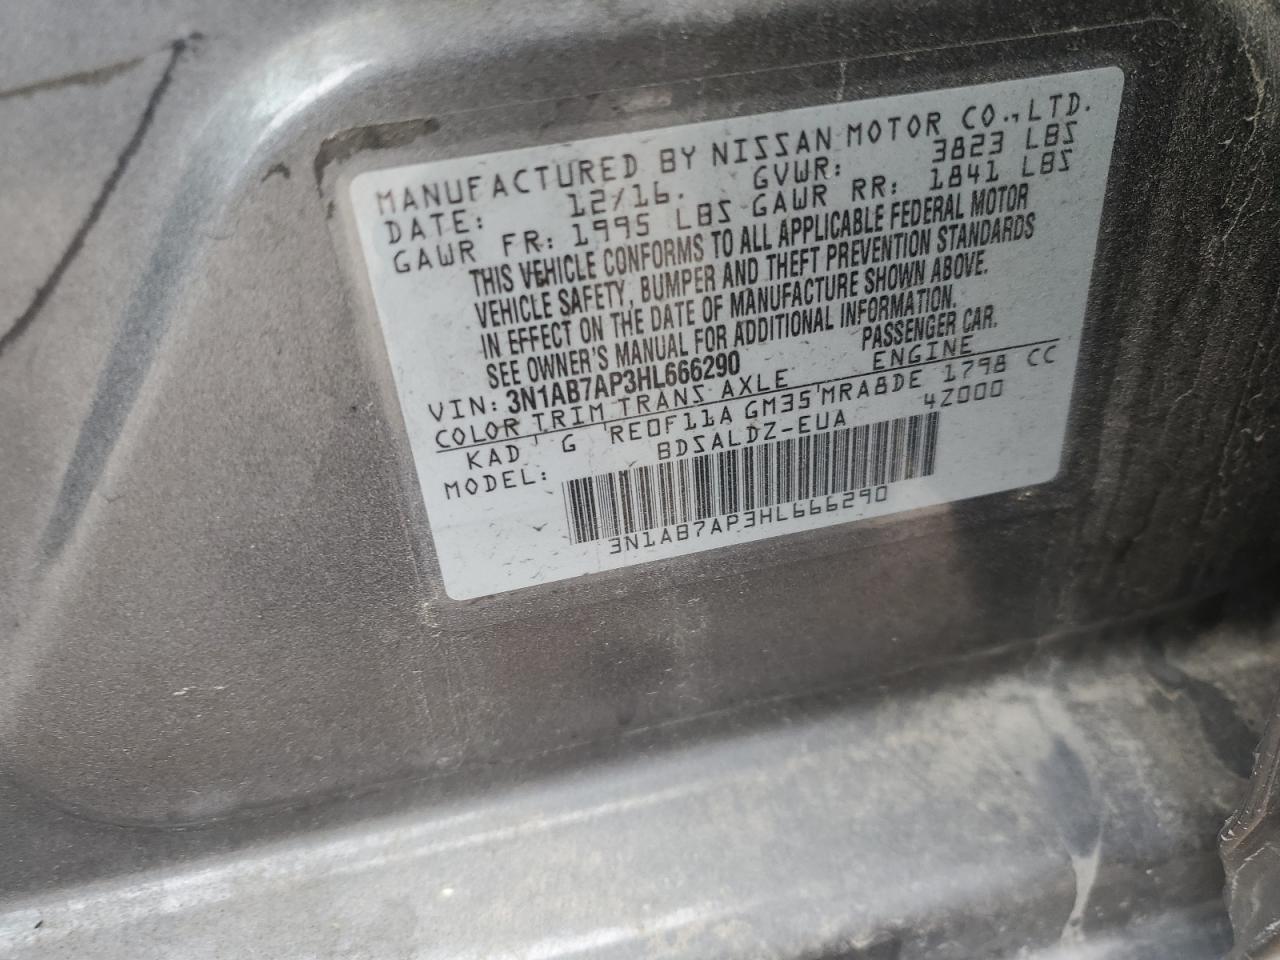 MANUFACTURED BY NISSAN MOTOR CO., LTD.
DATE: 12/16. GVWR: 3823 LBS
GAWR FR: 1995 LBS GAWR RR: 1841 LBS
THIS VEHICLE CONFORMS TO ALL APPLICABLE FEDERAL MOTOR
VEHICLE SAFETY, BUMPER AND THEFT PREVENTION STANDARDS
IN EFFECT ON THE DATE OF MANUFACTURE SHOWN ABOVE.
SEE OWNER'S MANUAL FOR ADDITIONAL INFORMATION.
VIN: 3N1AB7AP3HL666290 PASSENGER CAR.
COLOR TRIM TRANS AXLE ENGINE
KAD G RE0F11A GM35 MRA8DE 1798 CC
MODEL: BDSALDZ-EUA 4Z000
3N1AB7AP3HL666290